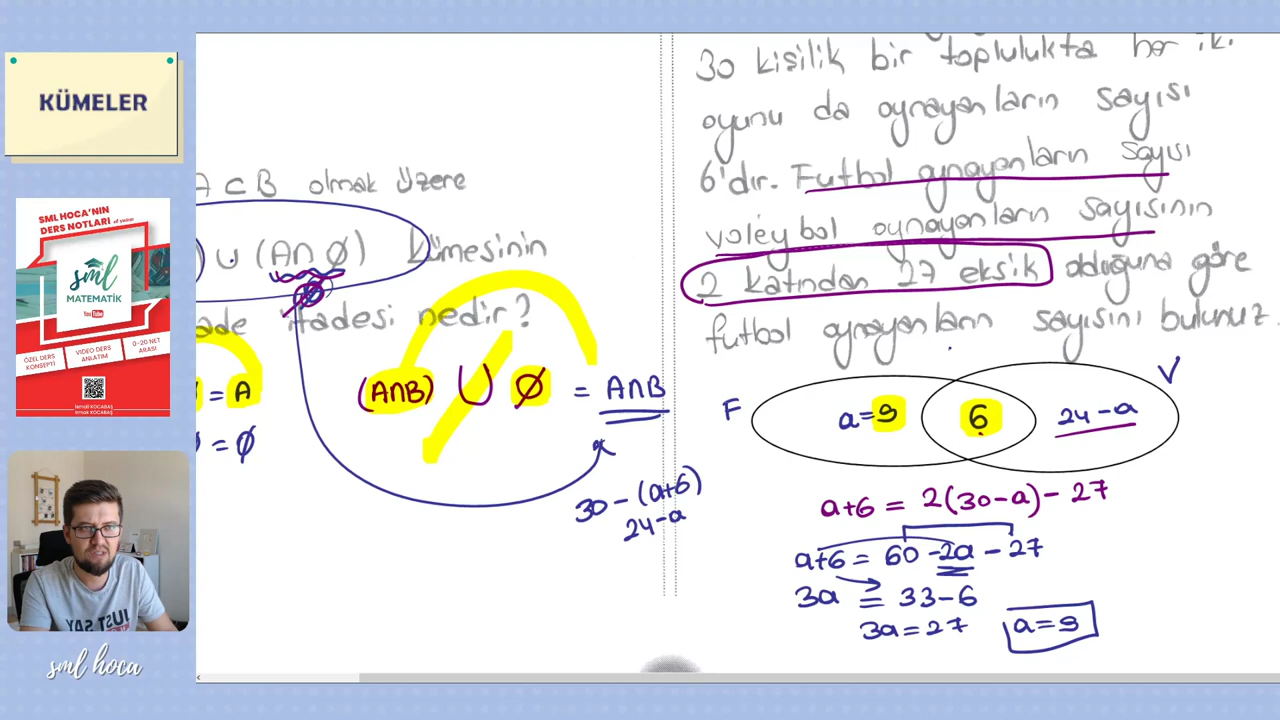 KÜMELER
SML HOCA'NIN
DERS NOTLARI
sml
MATEMATİK
YouTube
ÖZEL DERS
KONSEPTİ
VIDEO DERS
ANLATIM
0-20 NET
ARASI
sml hoca
A ⊂ B olmak üzere
∪ (A∩∅) kümesinin
ade ifadesi nedir?
= A
= ∅
(A∩B) ∪ ∅ = A∩B
30 - (a+6)
24-a
30 kişilik bir toplulukta her iki
oyunu da oynayanların sayısı
6'dır. Futbol oynayanların sayısı
voleybol oynayanların sayısının
2 katından 27 eksik olduğuna göre
futbol oynayanların sayısını bulunuz.
F a=9 6 24-a V
a+6 = 2(30-a) - 27
a+6 = 60 -2a - 27
3a = 33-6
3a = 27 a=9